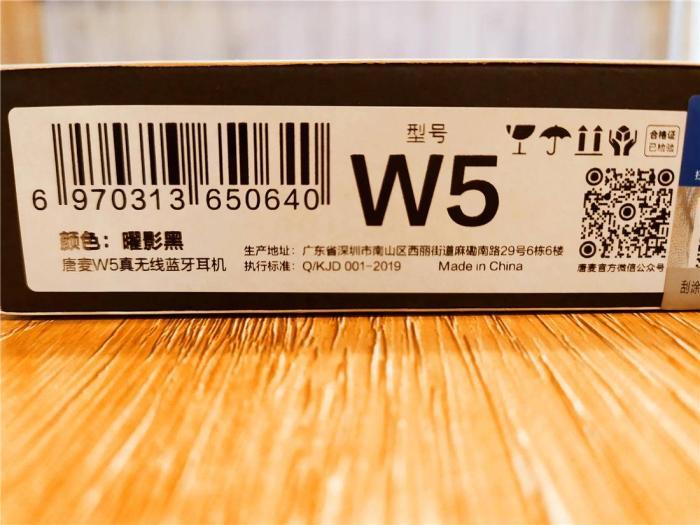 型号
W5
合格证
已检验
6 970313 650640
颜色：曜影黑
唐麦W5真无线蓝牙耳机
生产地址：广东省深圳市南山区西丽街道麻磡南路29号6栋6楼
执行标准：Q/KJD 001-2019 Made in China
唐麦官方微信公众号
刮涂